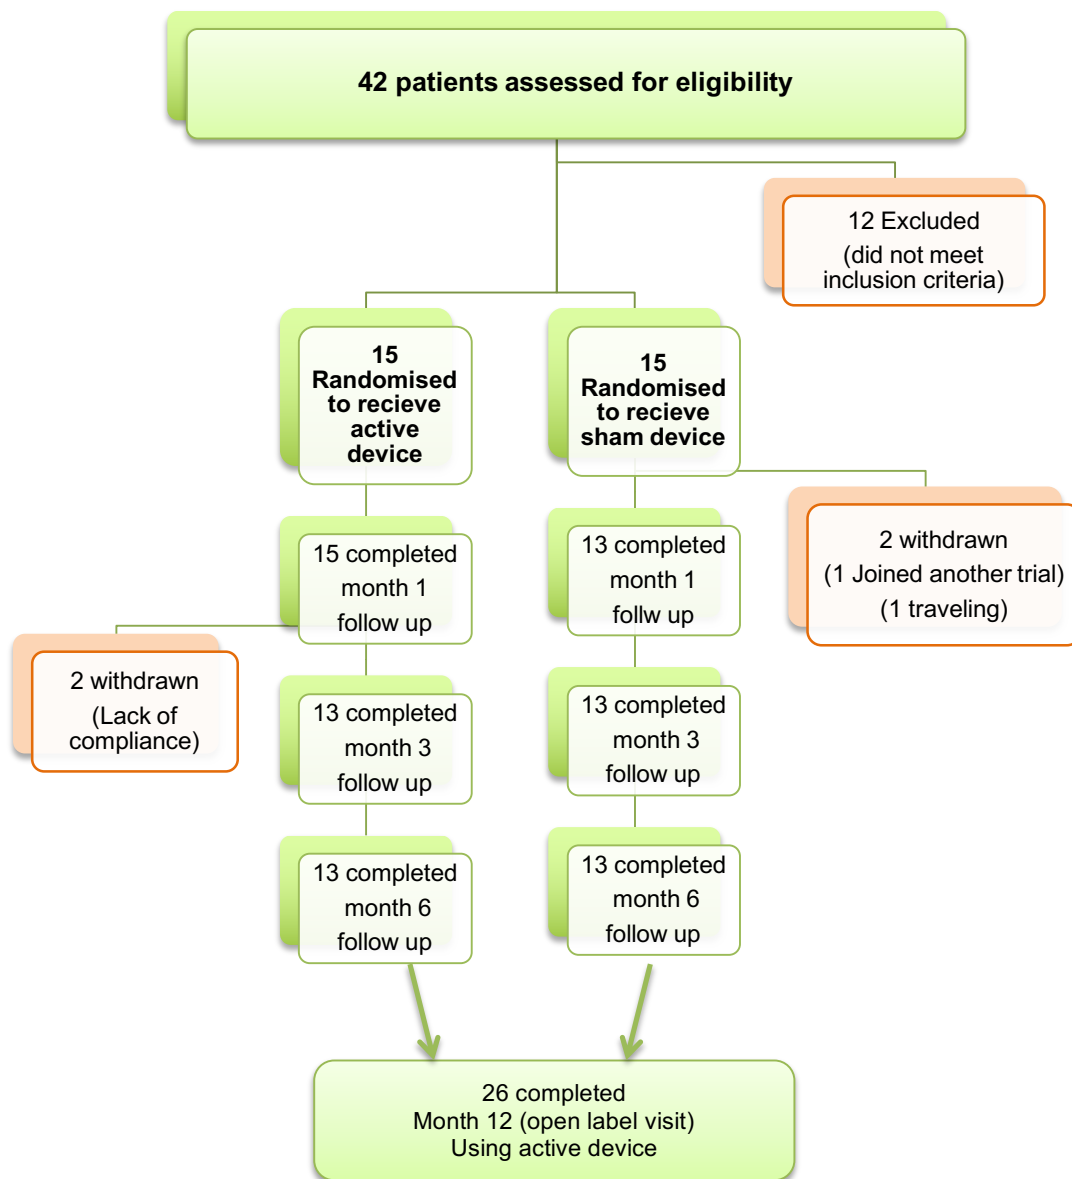 42 patients assessed for eligibility
12 Excluded
(did not meet
inclusion criteria)
15
Randomised
to recieve
active
device
15
Randomised
to recieve
sham device
2 withdrawn
(1 Joined another trial)
(1 traveling)
15 completed
month 1
follow up
13 completed
month 1
follw up
2 withdrawn
(Lack of
compliance)
13 completed
month 3
follow up
13 completed
month 3
follow up
13 completed
month 6
follow up
13 completed
month 6
follow up
26 completed
Month 12 (open label visit)
Using active device